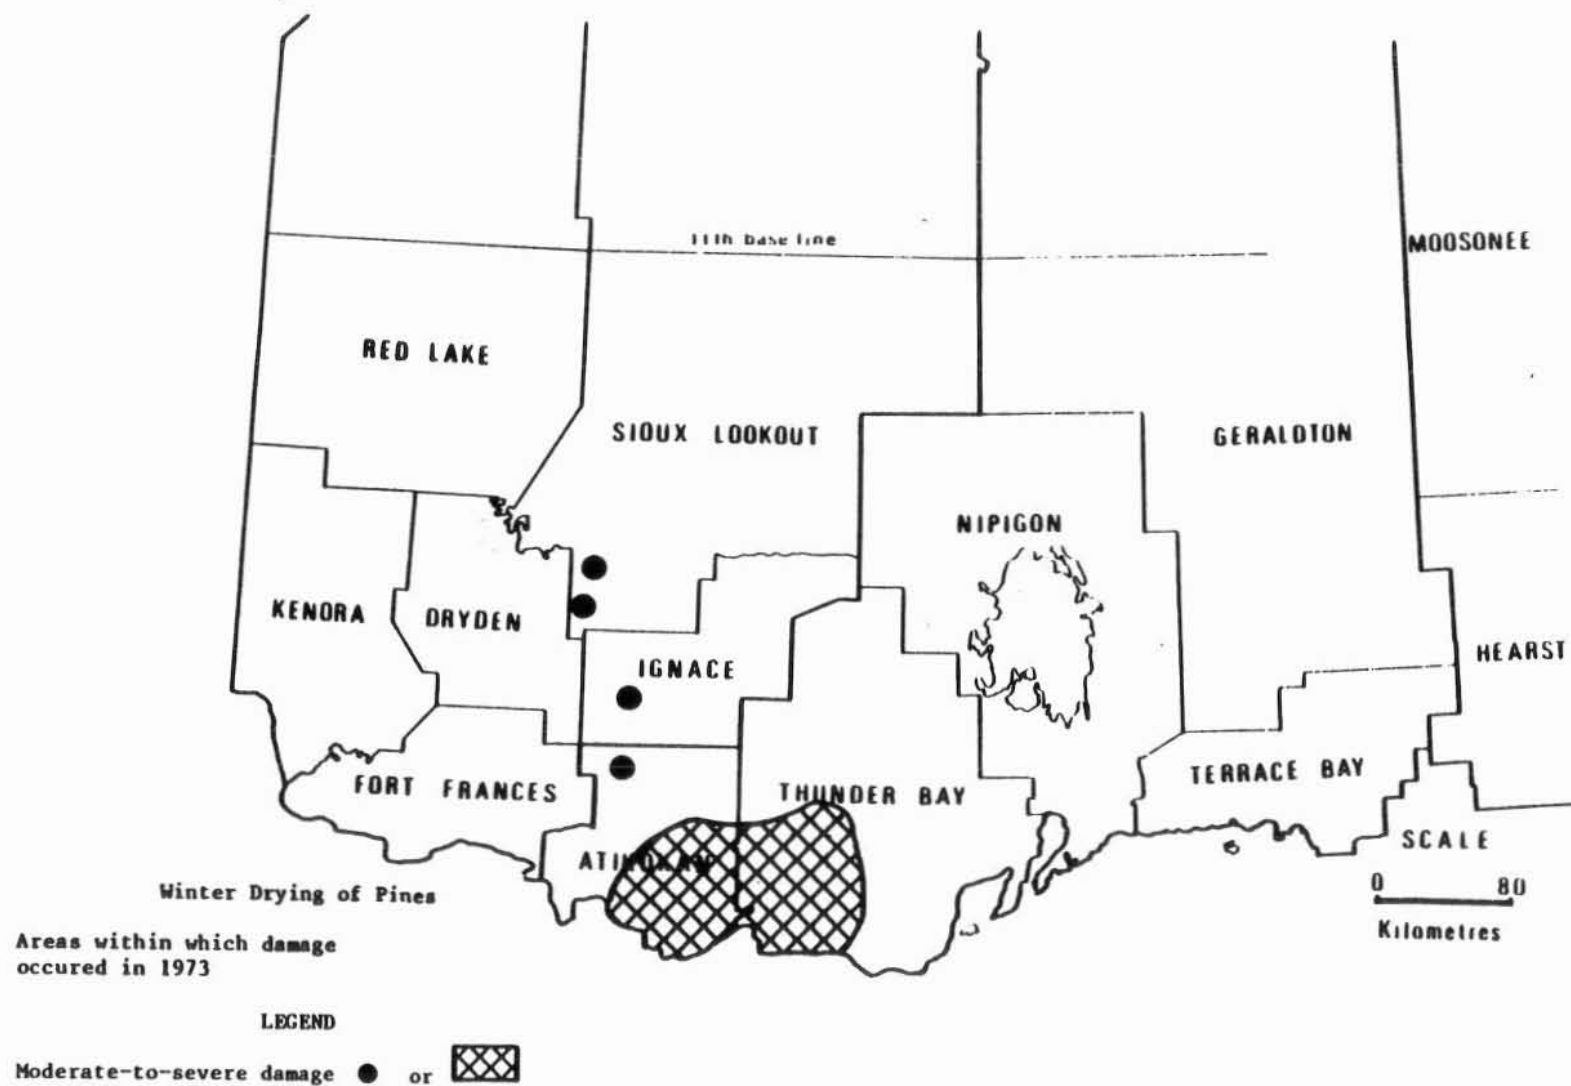 11th base line
MOOSONEE
RED LAKE
SIOUX LOOKOUT
GERALDTON
NIPIGON
KENORA
DRYDEN
IGNACE
HEARST
FORT FRANCES
THUNDER BAY
TERRACE BAY
ATIKOKAN
SCALE
0 80
Kilometres
Winter Drying of Pines
Areas within which damage
occured in 1973
LEGEND
Moderate-to-severe damage or